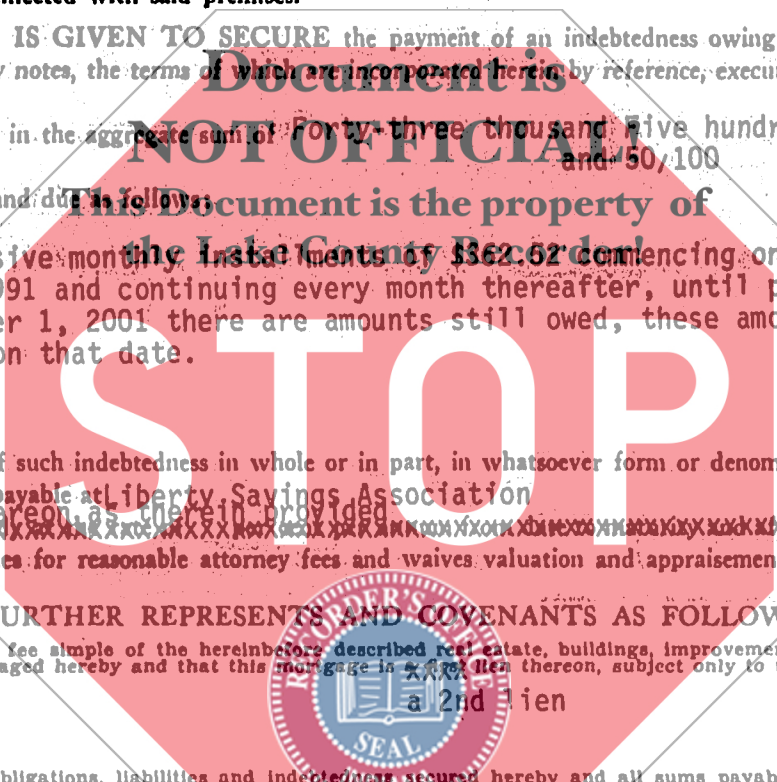 nnected with said premises.
IS GIVEN TO SECURE the payment of an indebtedness owing
Document is
y notes, the terms of which are incorporated herein by reference, execu
in the aggregate sum of Forty-three thousand Five hundr
NOT OFFICIAL!
and 50/100
and due as follows:
This Document is the property of
the Lake County Recorder!
sive monthly installments of $562.52 commencing on
991 and continuing every month thereafter, until p
er 1, 2001 there are amounts still owed, these amo
on that date.
STOP
f such indebtedness in whole or in part, in whatsoever form or denom
payable at Liberty Savings Association
ereon as therein provided
es for reasonable attorney fees and waives valuation and appraisemen
URTHER REPRESENTS AND COVENANTS AS FOLLOW
RECORDER'S OFFICE
fee simple of the hereinbefore described real estate, buildings, improveme
aged hereby and that this mortgage is a first lien thereon, subject only to
xxxx
a 2nd lien
SEAL
bligations, liabilities and indebtedness secured hereby and all sums payab